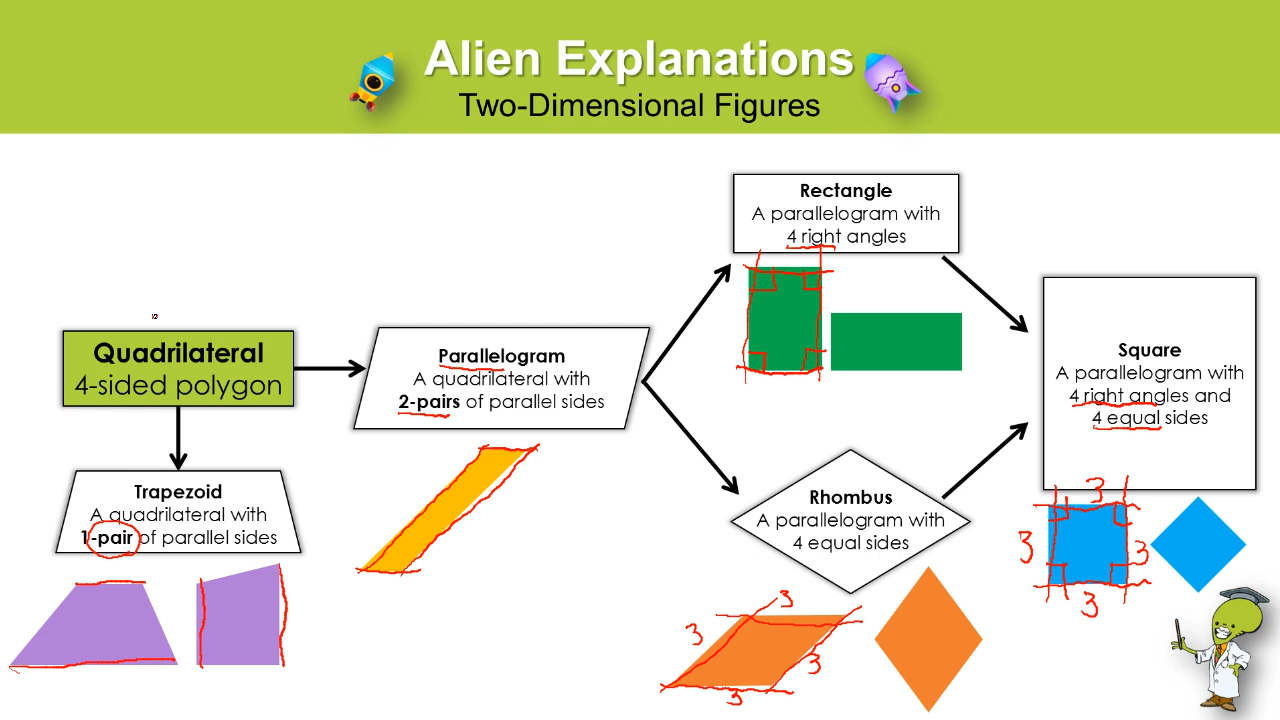 Alien Explanations
Two-Dimensional Figures
Quadrilateral
4-sided polygon
Trapezoid
A quadrilateral with
1-pair of parallel sides
Parallelogram
A quadrilateral with
2-pairs of parallel sides
Rectangle
A parallelogram with
4 right angles
Rhombus
A parallelogram with
4 equal sides
3
3
3
3
Square
A parallelogram with
4 right angles and
4 equal sides
3
3
3
3